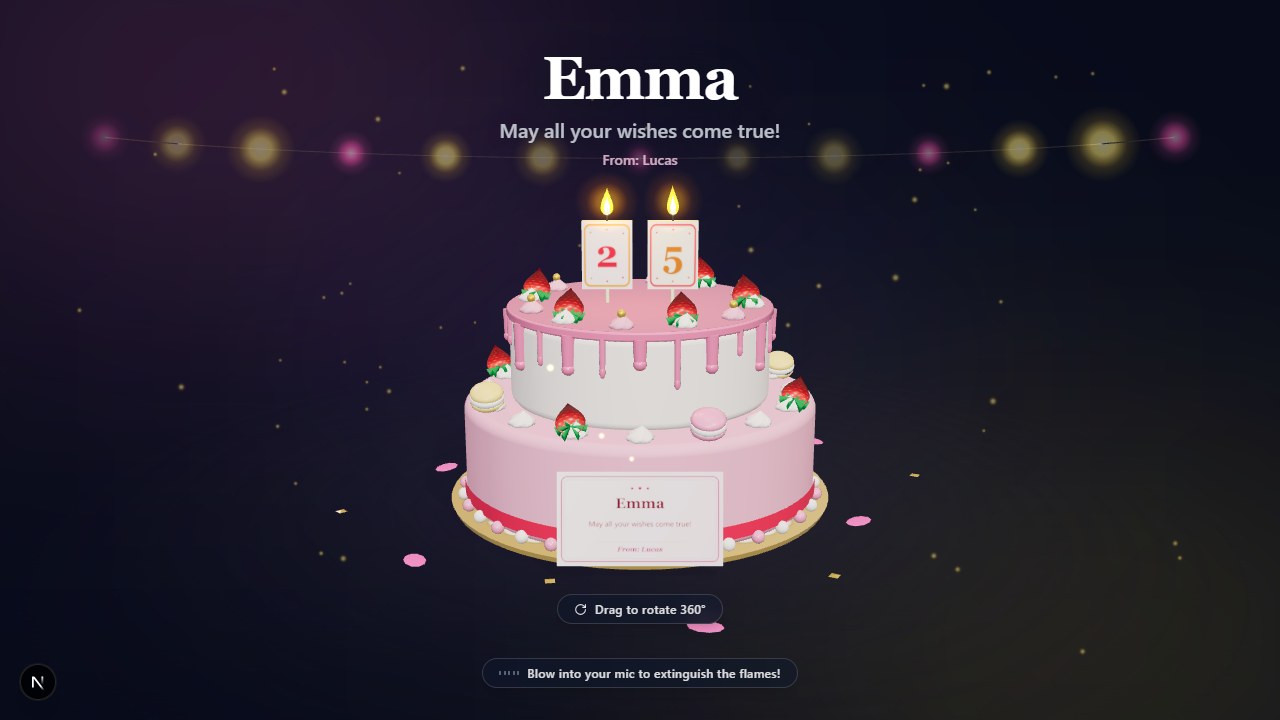 Emma
May all your wishes come true!
From: Lucas
2 5
Emma
May all your wishes come true!
From: Lucas
Drag to rotate 360°
Blow into your mic to extinguish the flames!
N